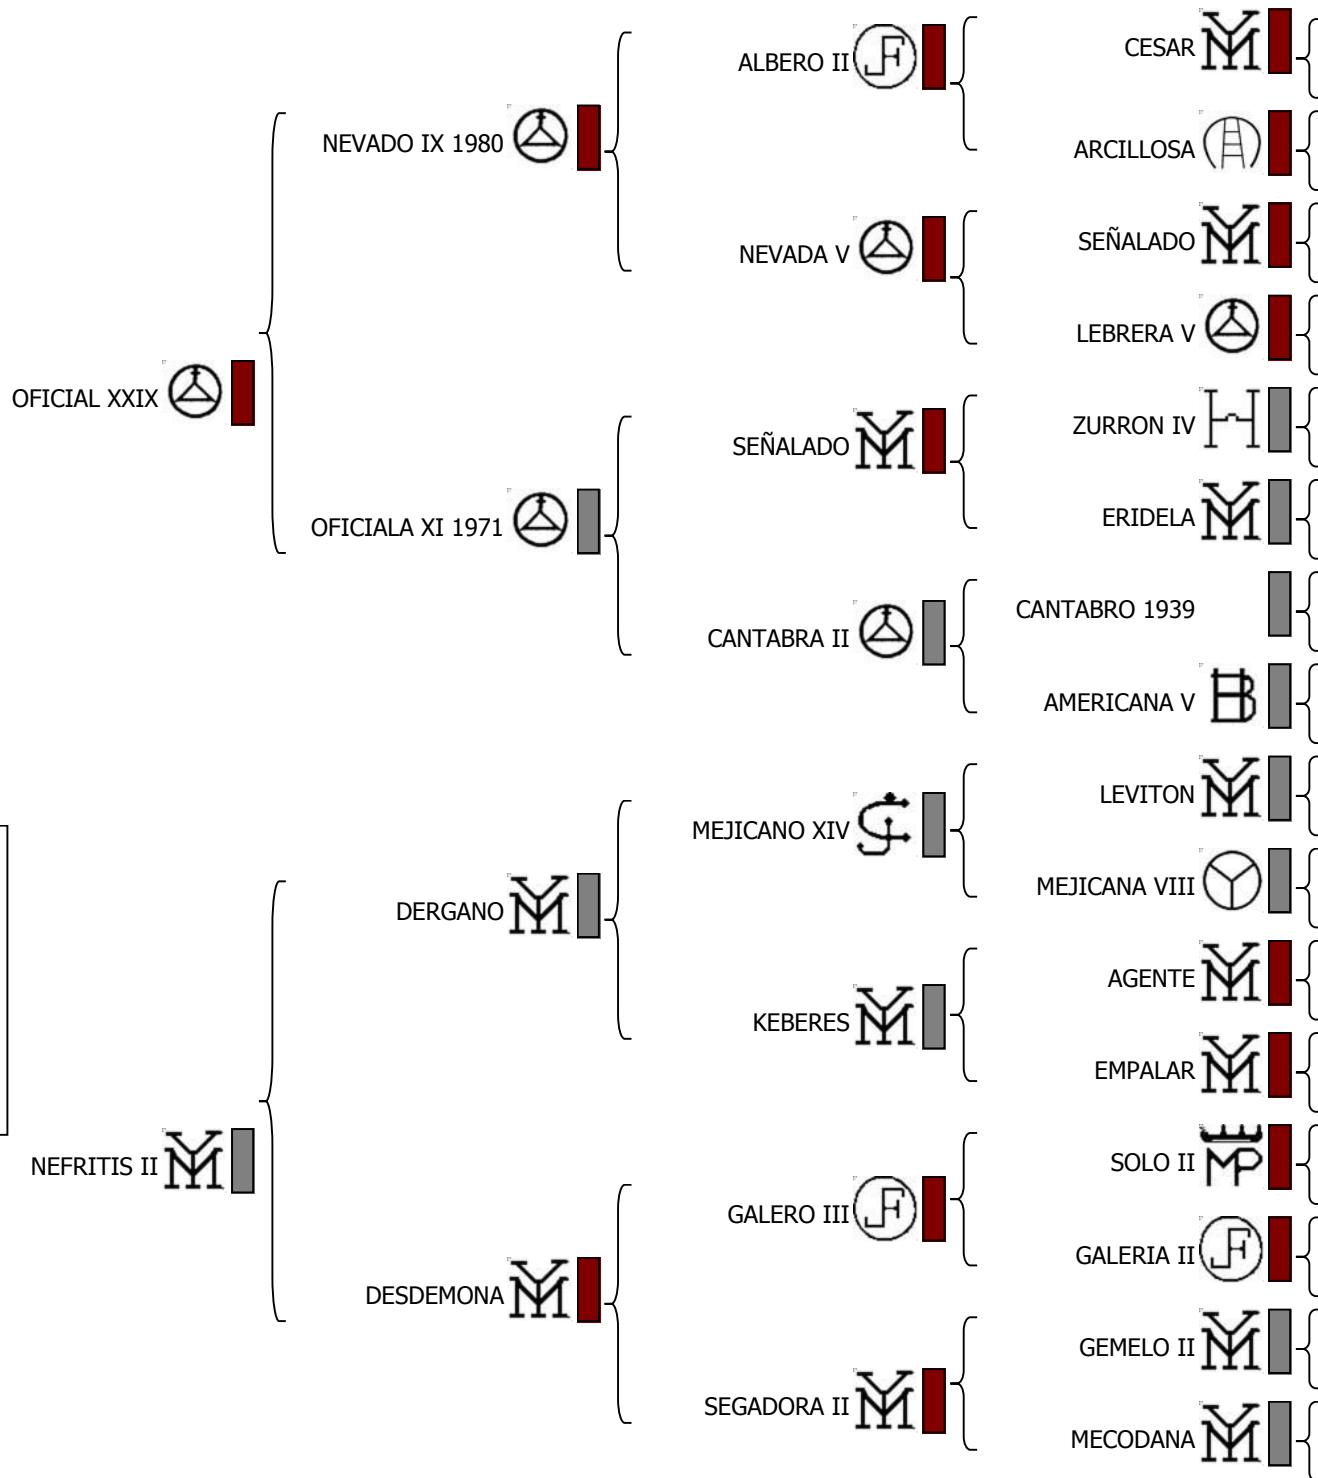 OFICIAL XXIX
NEFRITIS II
NEVADO IX 1980
OFICIALA XI 1971
DERGANO
DESDEMONA
ALBERO II
NEVADA V
SEÑALADO
CANTABRA II
MEJICANO XIV
KEBERES
GALERO III
SEGADORA II
CESAR
ARCILLOSA
SEÑALADO
LEBRERA V
ZURRON IV
ERIDELA
CANTABRO 1939
AMERICANA V
LEVITON
MEJICANA VIII
AGENTE
EMPALAR
SOLO II
GALERIA II
GEMELO II
MECODANA